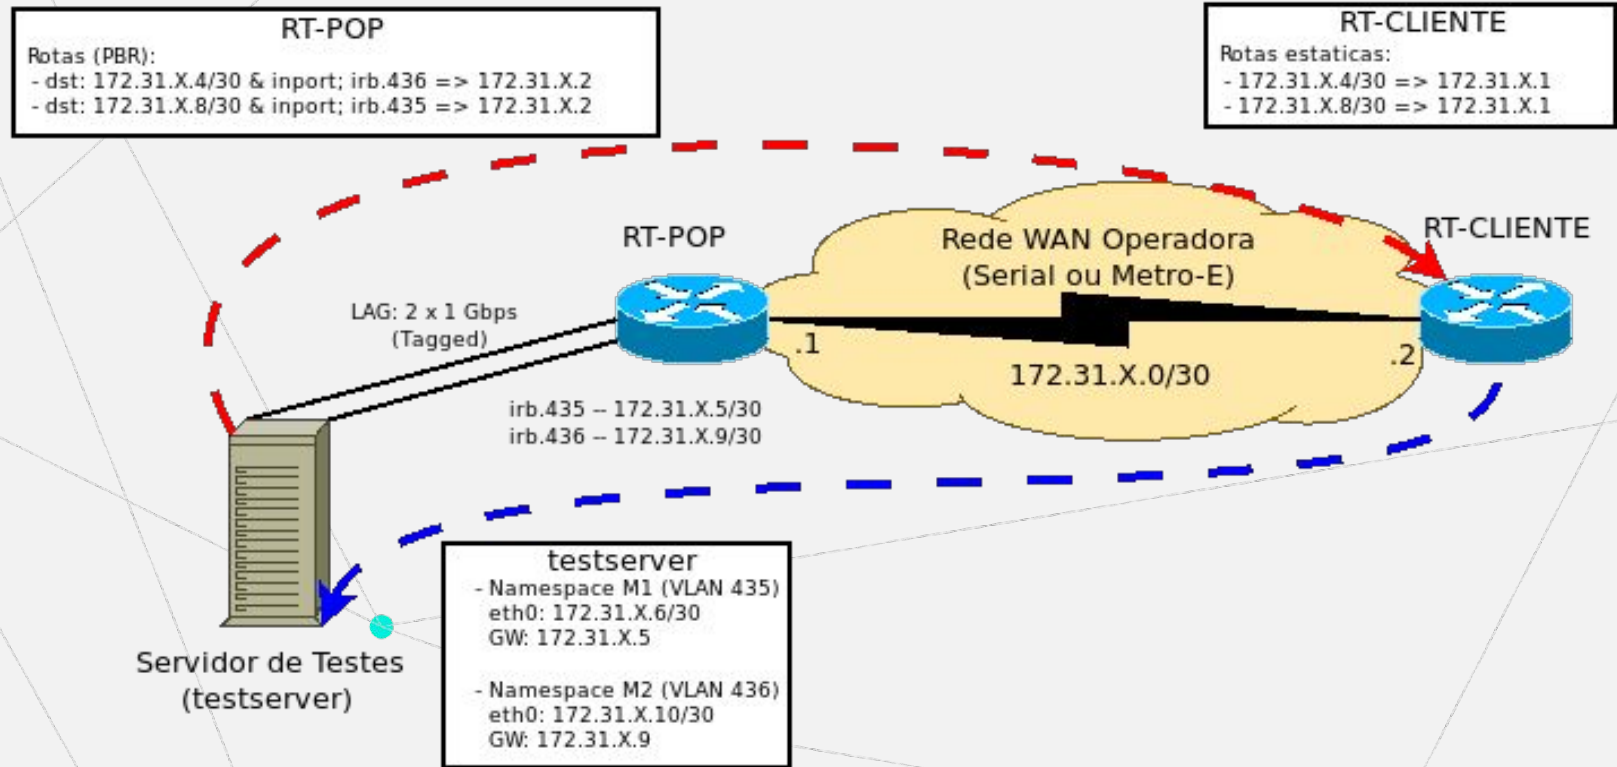 RT-POP
Rotas (PBR):
- dst: 172.31.X.4/30 & inport; irb.436 => 172.31.X.2
- dst: 172.31.X.8/30 & inport; irb.435 => 172.31.X.2
RT-CLIENTE
Rotas estaticas:
- 172.31.X.4/30 => 172.31.X.1
- 172.31.X.8/30 => 172.31.X.1
RT-POP
Rede WAN Operadora
(Serial ou Metro-E)
RT-CLIENTE
LAG: 2 x 1 Gbps
(Tagged)
.1
.2
172.31.X.0/30
irb.435 -- 172.31.X.5/30
irb.436 -- 172.31.X.9/30
testserver
- Namespace M1 (VLAN 435)
eth0: 172.31.X.6/30
GW: 172.31.X.5
- Namespace M2 (VLAN 436)
eth0: 172.31.X.10/30
GW: 172.31.X.9
Servidor de Testes
(testserver)